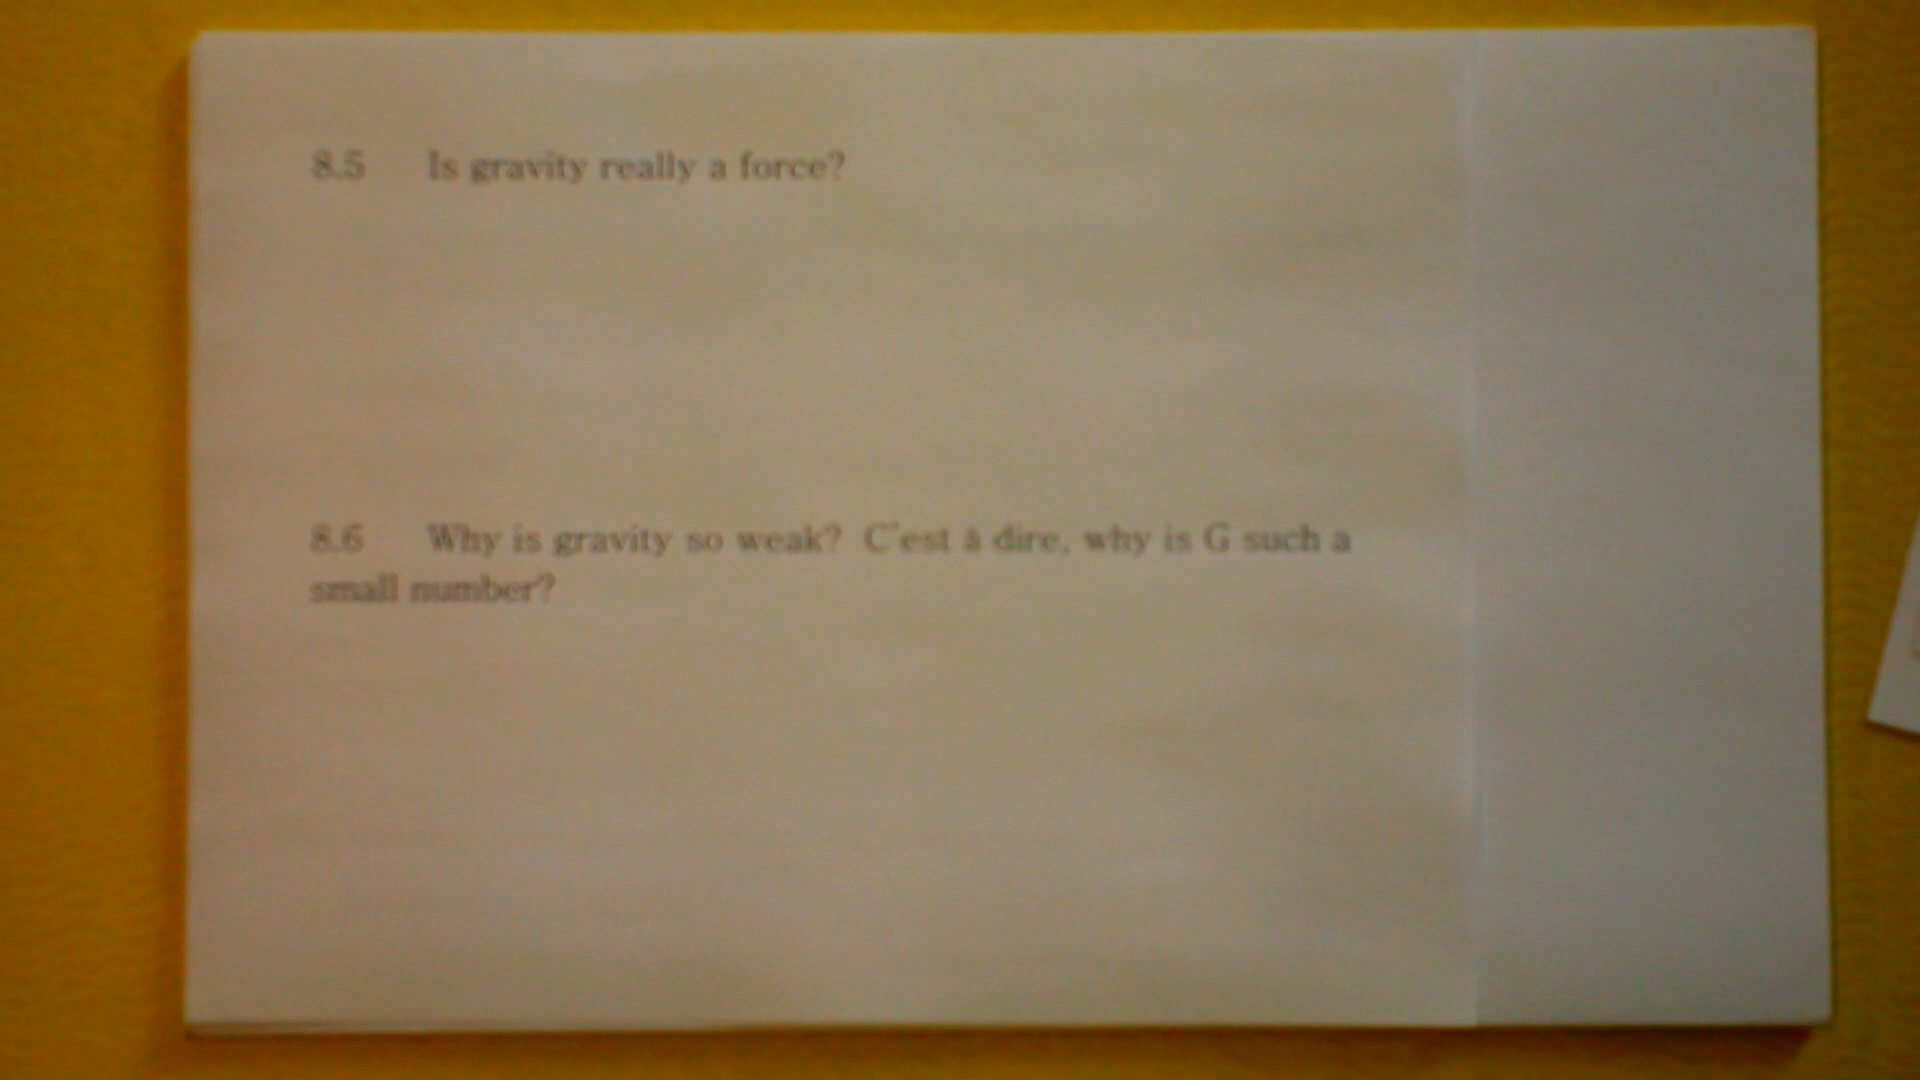 8.5 Is gravity really a force?
8.6 Why is gravity so weak? C'est à dire, why is G such a
small number?